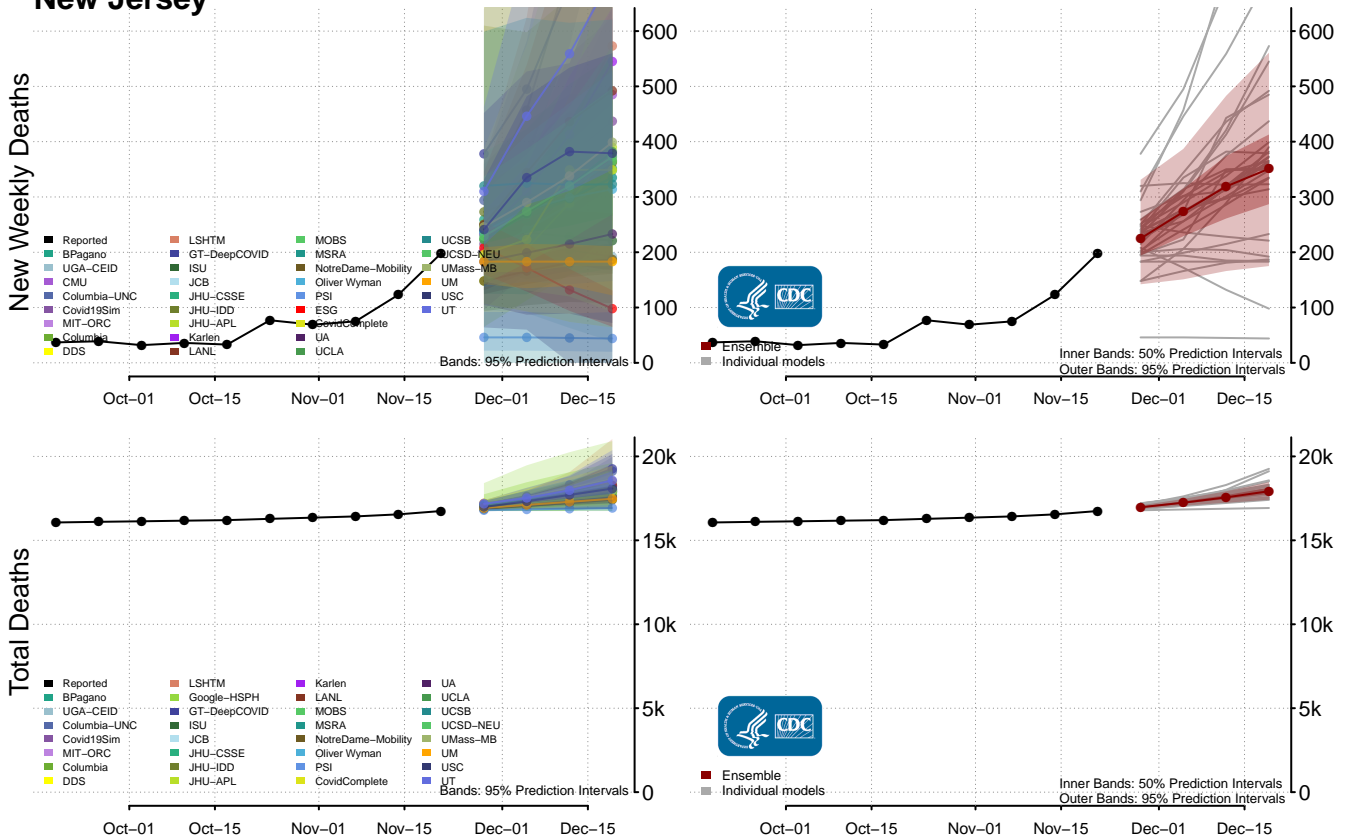 New Jersey
New Weekly Deaths
600
500
400
300
200
100
0
Reported
BPagano
UGA−CEID
CMU
Columbia−UNC
Covid19Sim
MIT−ORC
Columbia
DDS
LSHTM
GT−DeepCOVID
ISU
JCB
JHU−CSSE
JHU−IDD
JHU−APL
Karlen
LANL
MOBS
MSRA
NotreDame−Mobility
Oliver Wyman
PSI
ESG
CovidComplete
UA
UCLA
UCSB
UCSD−NEU
UMass−MB
UM
USC
UT
Bands: 95% Prediction Intervals
Oct−01
Oct−15
Nov−01
Nov−15
Dec−01
Dec−15
600
500
400
300
200
100
0
CDC
Ensemble
Individual models
Inner Bands: 50% Prediction Intervals
Outer Bands: 95% Prediction Intervals
Oct−01
Oct−15
Nov−01
Nov−15
Dec−01
Dec−15
Total Deaths
20k
15k
10k
5k
0
Reported
BPagano
UGA−CEID
Columbia−UNC
Covid19Sim
MIT−ORC
Columbia
DDS
LSHTM
Google−HSPH
GT−DeepCOVID
ISU
JCB
JHU−CSSE
JHU−IDD
JHU−APL
Karlen
LANL
MOBS
MSRA
NotreDame−Mobility
Oliver Wyman
PSI
CovidComplete
UA
UCLA
UCSB
UCSD−NEU
UMass−MB
UM
USC
UT
Bands: 95% Prediction Intervals
Oct−01
Oct−15
Nov−01
Nov−15
Dec−01
Dec−15
20k
15k
10k
5k
0
CDC
Ensemble
Individual models
Inner Bands: 50% Prediction Intervals
Outer Bands: 95% Prediction Intervals
Oct−01
Oct−15
Nov−01
Nov−15
Dec−01
Dec−15